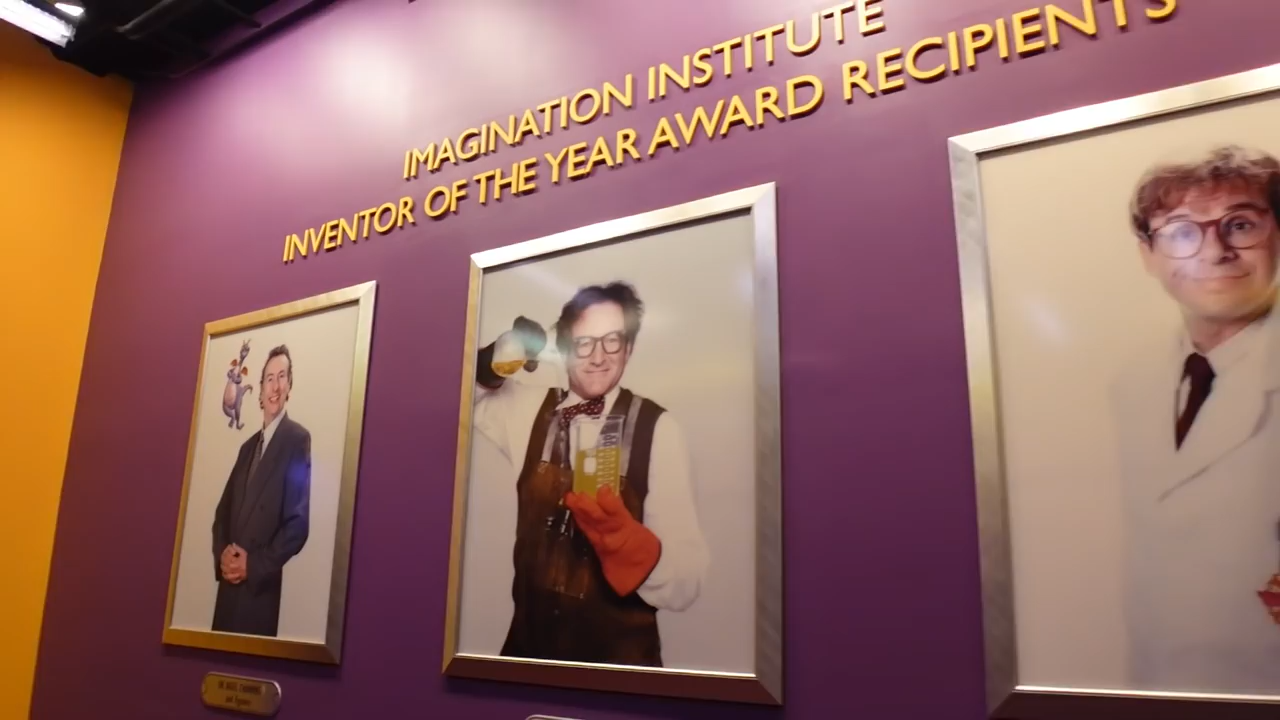 IMAGINATION INSTITUTE
INVENTOR OF THE YEAR AWARD RECIPIENTS